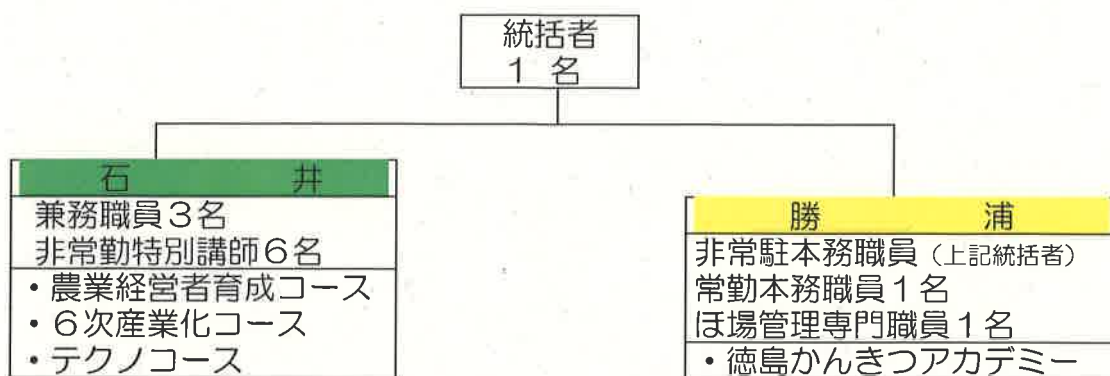 統括者
1 名
石 井
兼務職員3名
非常勤特別講師6名
・農業経営者育成コース
・6次産業化コース
・テクノコース
勝 浦
非常駐本務職員(上記統括者)
常勤本務職員1名
ほ場管理専門職員1名
・徳島かんきつアカデミー